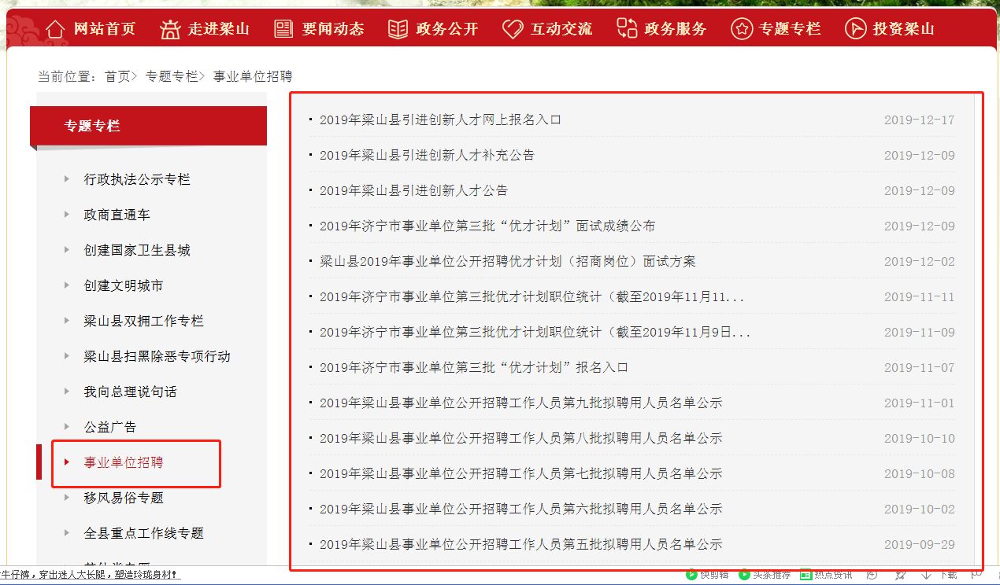 网站首页 走进梁山 要闻动态 政务公开 互动交流 政务服务 专题专栏 投资梁山
当前位置：首页> 专题专栏> 事业单位招聘
专题专栏
行政执法公示专栏
政商直通车
创建国家卫生县城
创建文明城市
梁山县双拥工作专栏
梁山县扫黑除恶专项行动
我向总理说句话
公益广告
事业单位招聘
移风易俗专题
全县重点工作线专题
2019年梁山县引进创新人才网上报名入口 2019-12-17
2019年梁山县引进创新人才补充公告 2019-12-09
2019年梁山县引进创新人才公告 2019-12-09
2019年济宁市事业单位第三批“优才计划”面试成绩公布 2019-12-09
梁山县2019年事业单位公开招聘优才计划（招商岗位）面试方案 2019-12-02
2019年济宁市事业单位第三批优才计划职位统计（截至2019年11月11... 2019-11-11
2019年济宁市事业单位第三批优才计划职位统计（截至2019年11月9日... 2019-11-09
2019年济宁市事业单位第三批“优才计划”报名入口 2019-11-07
2019年梁山县事业单位公开招聘工作人员第九批拟聘用人员名单公示 2019-11-01
2019年梁山县事业单位公开招聘工作人员第八批拟聘用人员名单公示 2019-10-10
2019年梁山县事业单位公开招聘工作人员第七批拟聘用人员名单公示 2019-10-08
2019年梁山县事业单位公开招聘工作人员第六批拟聘用人员名单公示 2019-10-02
2019年梁山县事业单位公开招聘工作人员第五批拟聘用人员名单公示 2019-09-29
牛仔裤，穿出迷人大长腿，塑造玲珑身材！ 快剪辑 头条推荐 热点资讯 下载